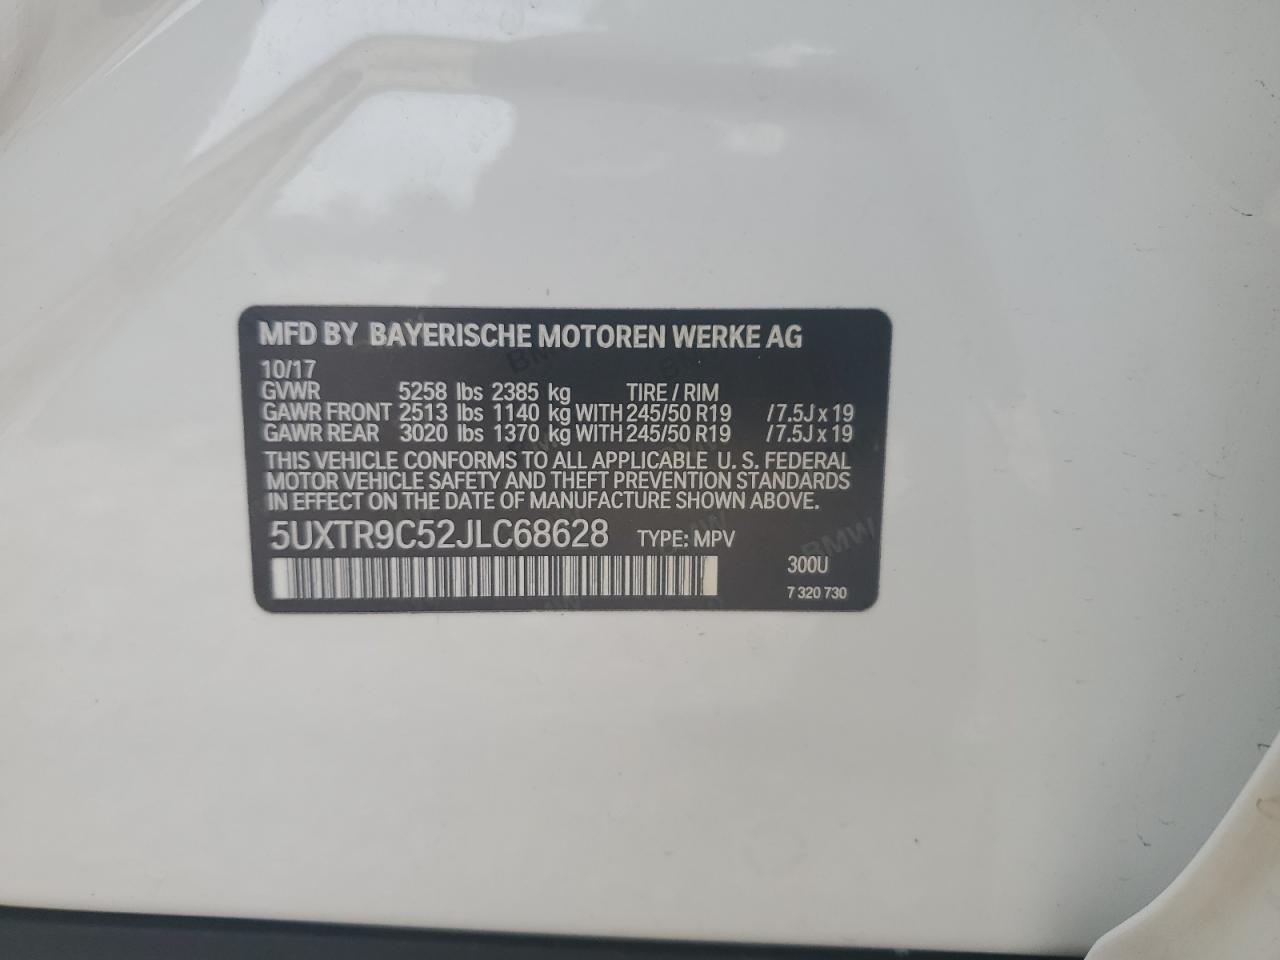 MFD BY BAYERISCHE MOTOREN WERKE AG
10/17
GVWR 5258 lbs 2385 kg TIRE / RIM
GAWR FRONT 2513 lbs 1140 kg WITH 245/50 R19 /7.5J x 19
GAWR REAR 3020 lbs 1370 kg WITH 245/50 R19 /7.5J x 19
THIS VEHICLE CONFORMS TO ALL APPLICABLE U. S. FEDERAL
MOTOR VEHICLE SAFETY AND THEFT PREVENTION STANDARDS
IN EFFECT ON THE DATE OF MANUFACTURE SHOWN ABOVE.
5UXTR9C52JLC68628 TYPE: MPV
300U
7 320 730